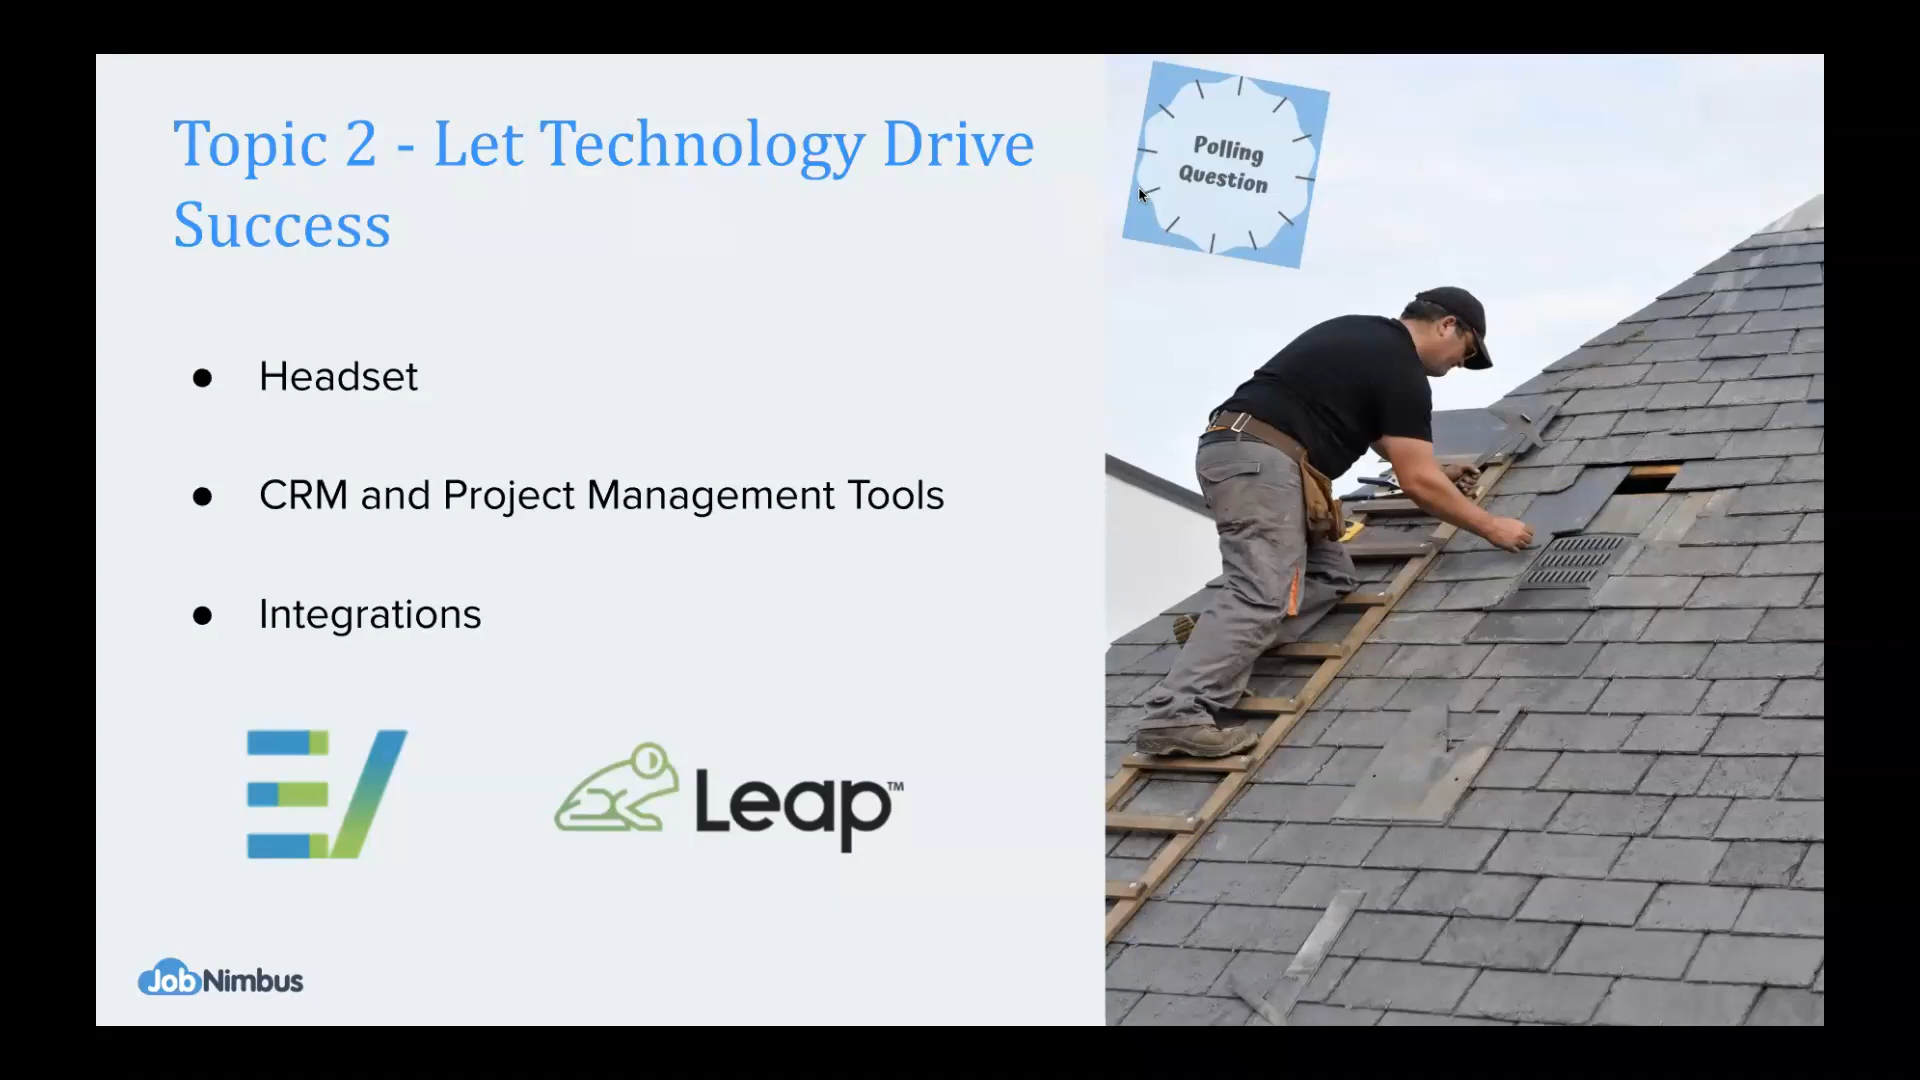 Topic 2 - Let Technology Drive
Success
Polling
Question
● Headset
● CRM and Project Management Tools
● Integrations
Leap™
JobNimbus